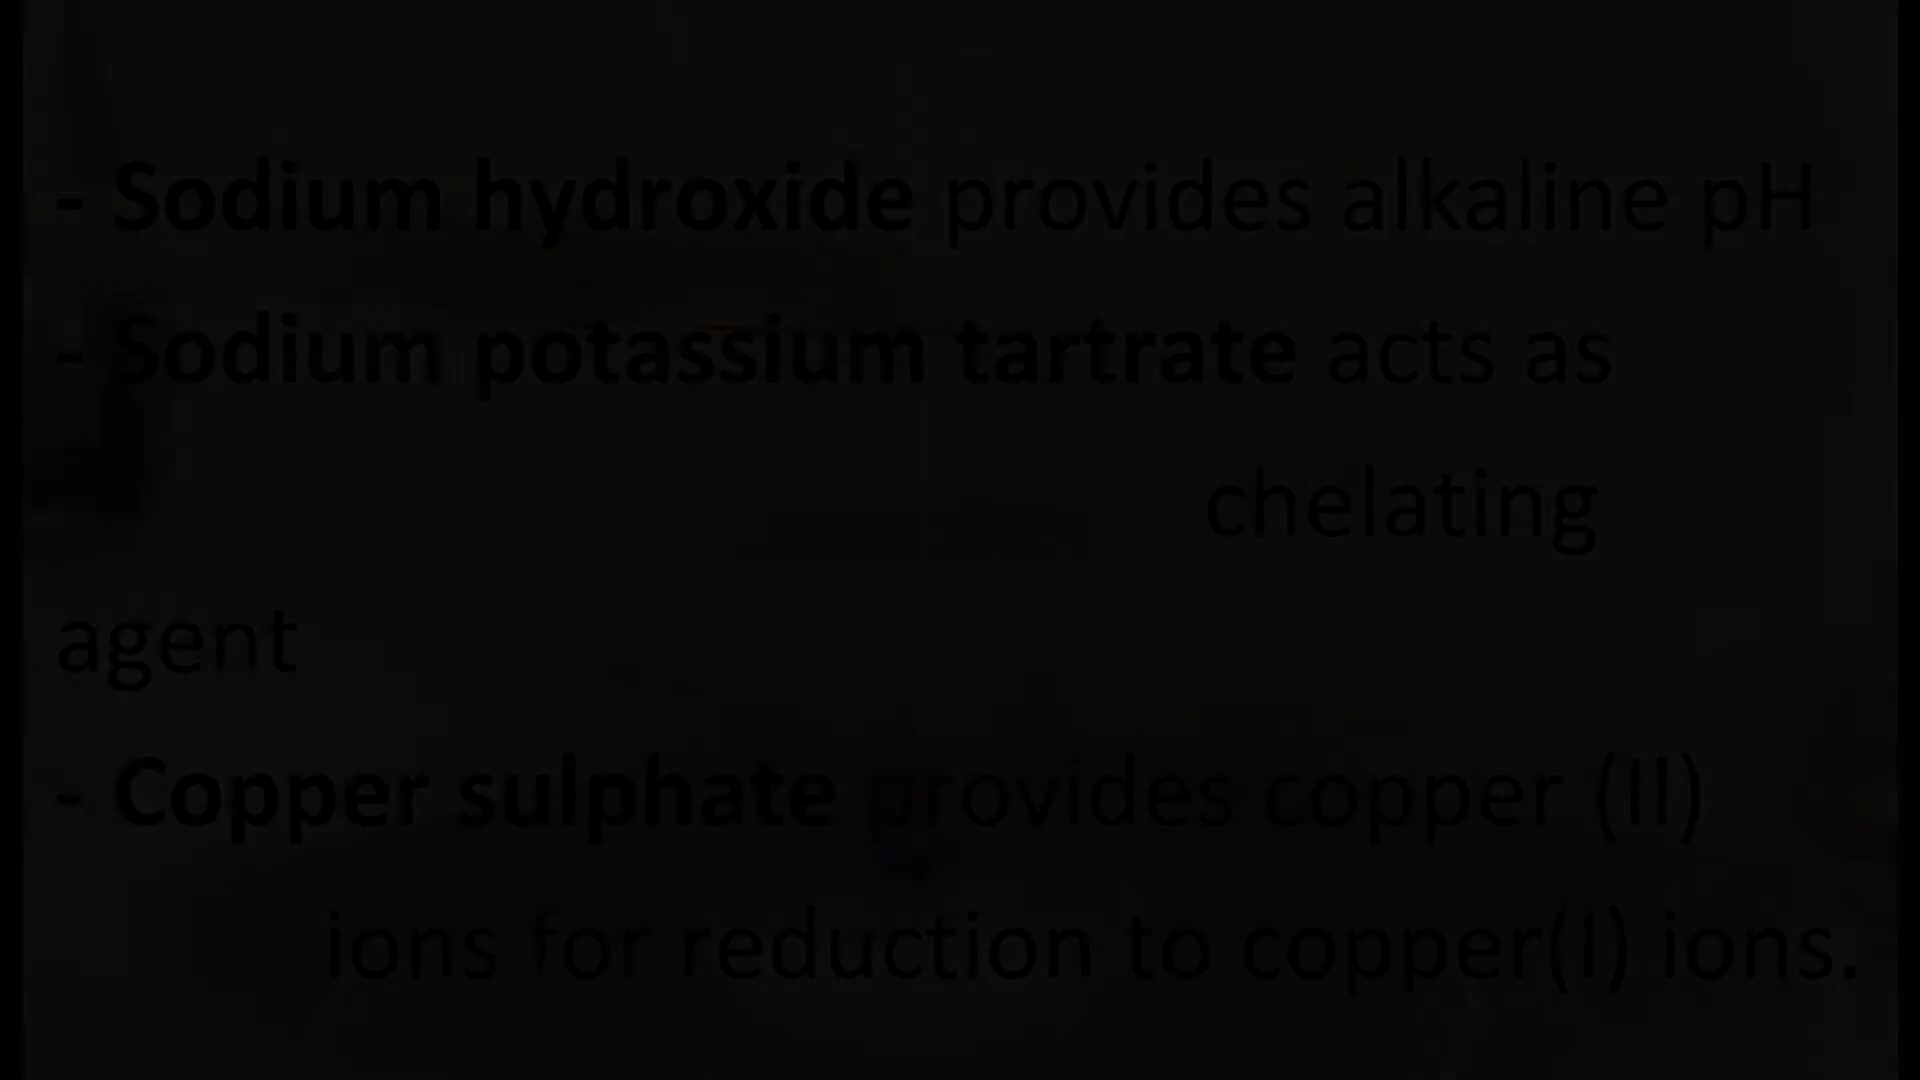 - Sodium hydroxide provides alkaline pH
- Sodium potassium tartrate acts as
chelating
agent
- Copper sulphate provides copper (II)
ions for reduction to copper(I) ions.